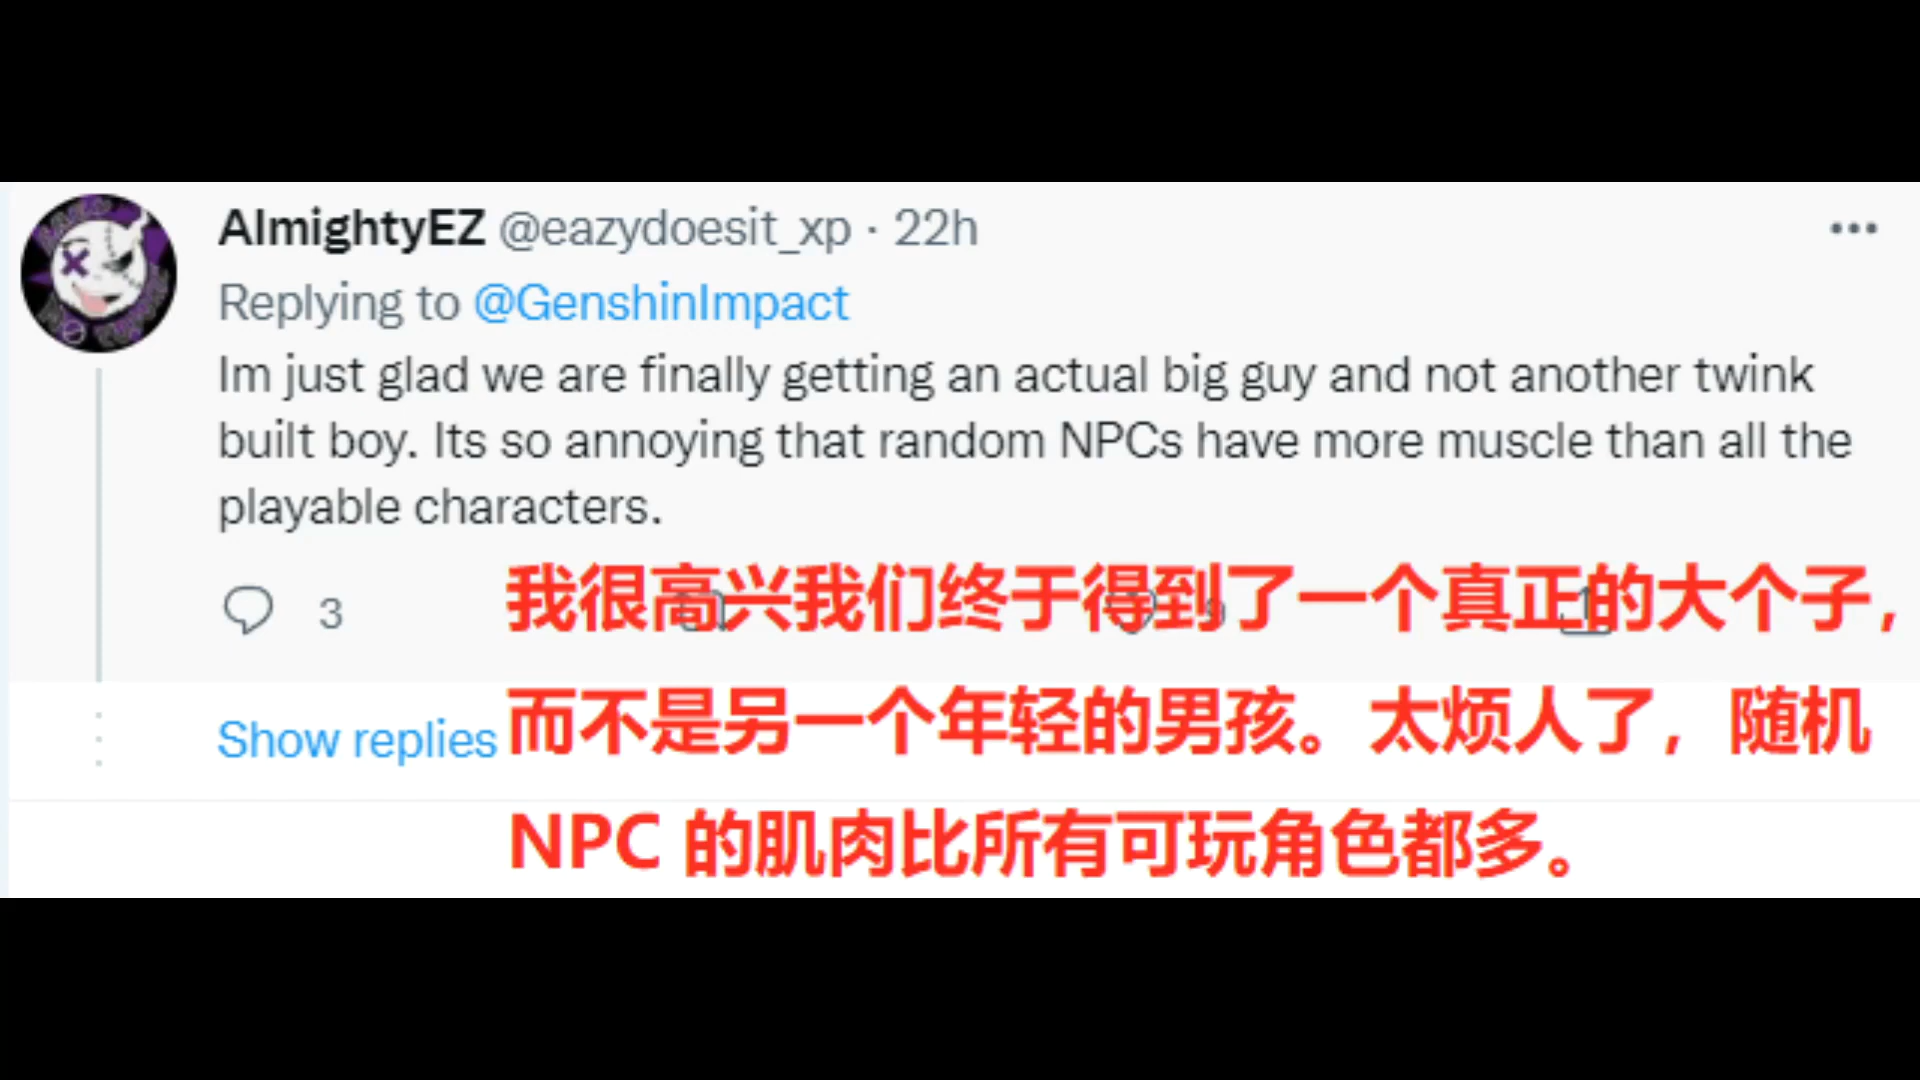 AlmightyEZ @eazydoesit_xp · 22h
Replying to @GenshinImpact
Im just glad we are finally getting an actual big guy and not another twink
built boy. Its so annoying that random NPCs have more muscle than all the
playable characters.
3
我很高兴我们终于得到了一个真正的大个子，
Show replies
而不是另一个年轻的男孩。太烦人了，随机
NPC 的肌肉比所有可玩角色都多。